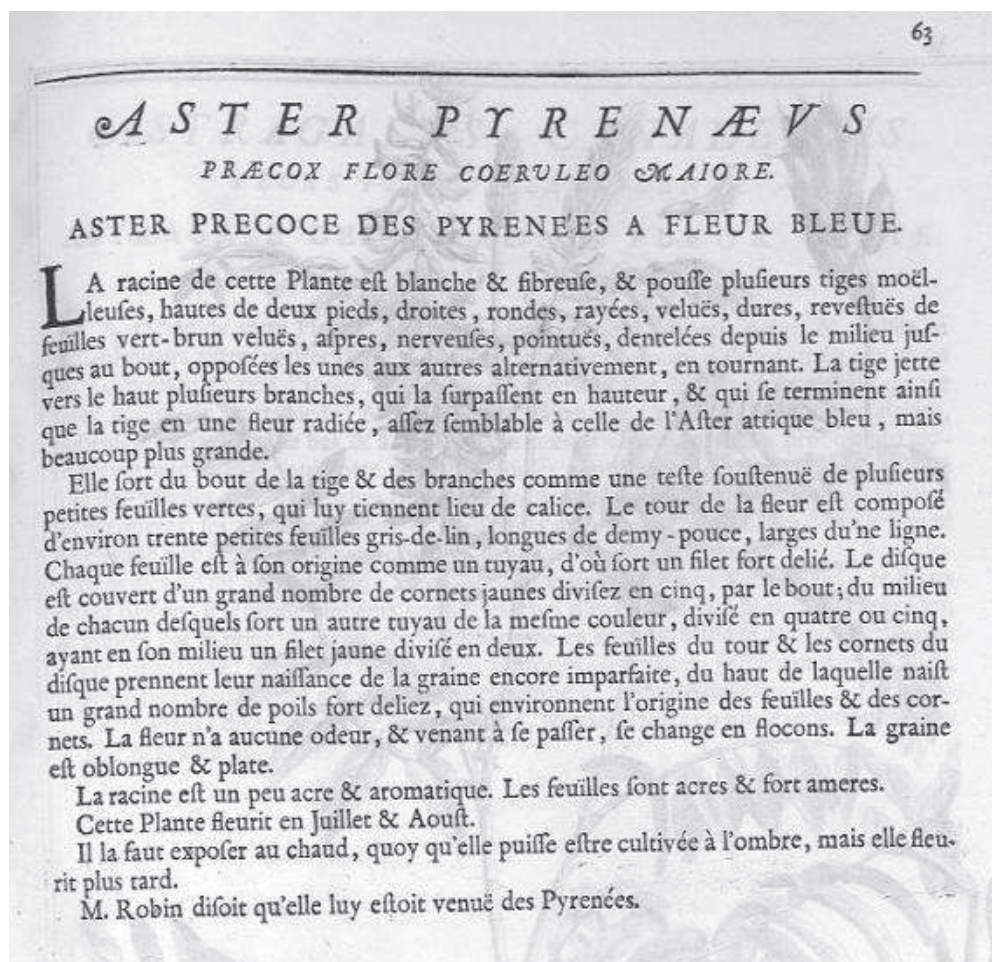 63
ASTER PYRENÆVS
PRÆCOX FLORE COERVLEO MAIORE.
ASTER PRECOCE DES PYRENE'ES A FLEUR BLEUE.
LA racine de cette Plante eſt blanche & fibreuſe, & pouſſe pluſieurs tiges moël-
leuſes, hautes de deux pieds, droites, rondes, rayées, veluës, dures, reveſtuës de
feuilles vert-brun veluës, aſpres, nerveuſes, pointuës, dentelées depuis le milieu juſ-
ques au bout, oppoſées les unes aux autres alternativement, en tournant. La tige jette
vers le haut pluſieurs branches, qui la ſurpaſſent en hauteur, & qui ſe terminent ainſi
que la tige en une fleur radiée, aſſez ſemblable à celle de l'Aſter attique bleu, mais
beaucoup plus grande.
Elle ſort du bout de la tige & des branches comme une teſte ſouſtenuë de pluſieurs
petites feuïlles vertes, qui luy tiennent lieu de calice. Le tour de la fleur eſt compoſé
d'environ trente petites feuïlles gris-de-lin, longues de demy-pouce, larges du'ne ligne.
Chaque feuille eſt à ſon origine comme un tuyau, d'où ſort un filet fort delié. Le diſque
eſt couvert d'un grand nombre de cornets jaunes diviſez en cinq, par le bout; du milieu
de chacun deſquels ſort un autre tuyau de la meſme couleur, diviſé en quatre ou cinq,
ayant en ſon milieu un filet jaune diviſé en deux. Les feuïlles du tour & les cornets du
diſque prennent leur naiſſance de la graine encore imparfaite, du haut de laquelle naiſt
un grand nombre de poils fort deliez, qui environnent l'origine des feuïlles & des cor-
nets. La fleur n'a aucune odeur, & venant à ſe paſſer, ſe change en flocons. La graine
eſt oblongue & plate.
La racine eſt un peu acre & aromatique. Les feuïlles ſont acres & fort ameres.
Cette Plante fleurit en Juillet & Aouſt.
Il la faut expoſer au chaud, quoy qu'elle puiſſe eſtre cultivée à l'ombre, mais elle fleu-
rit plus tard.
M. Robin diſoit qu'elle luy eſtoit venuë des Pyrenées.